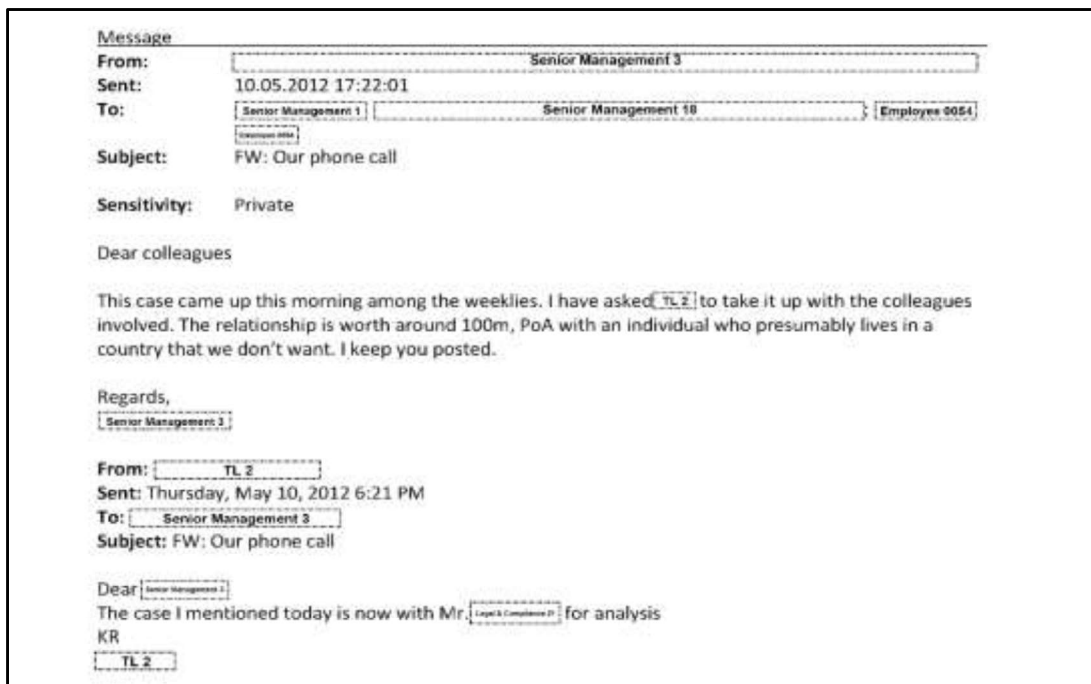 Message
From: Senior Management 3
Sent: 10.05.2012 17:22:01
To: Senior Management 1 Senior Management 18 ; Employee 0054
Subject: FW: Our phone call
Sensitivity: Private
Dear colleagues
This case came up this morning among the weeklies. I have asked TL 2 to take it up with the colleagues
involved. The relationship is worth around 100m, PoA with an individual who presumably lives in a
country that we don't want. I keep you posted.
Regards,
Senior Management 3
From: TL 2
Sent: Thursday, May 10, 2012 6:21 PM
To: Senior Management 3
Subject: FW: Our phone call
Dear Senior Management
The case I mentioned today is now with Mr. Legal & Compliance for analysis
KR
TL 2